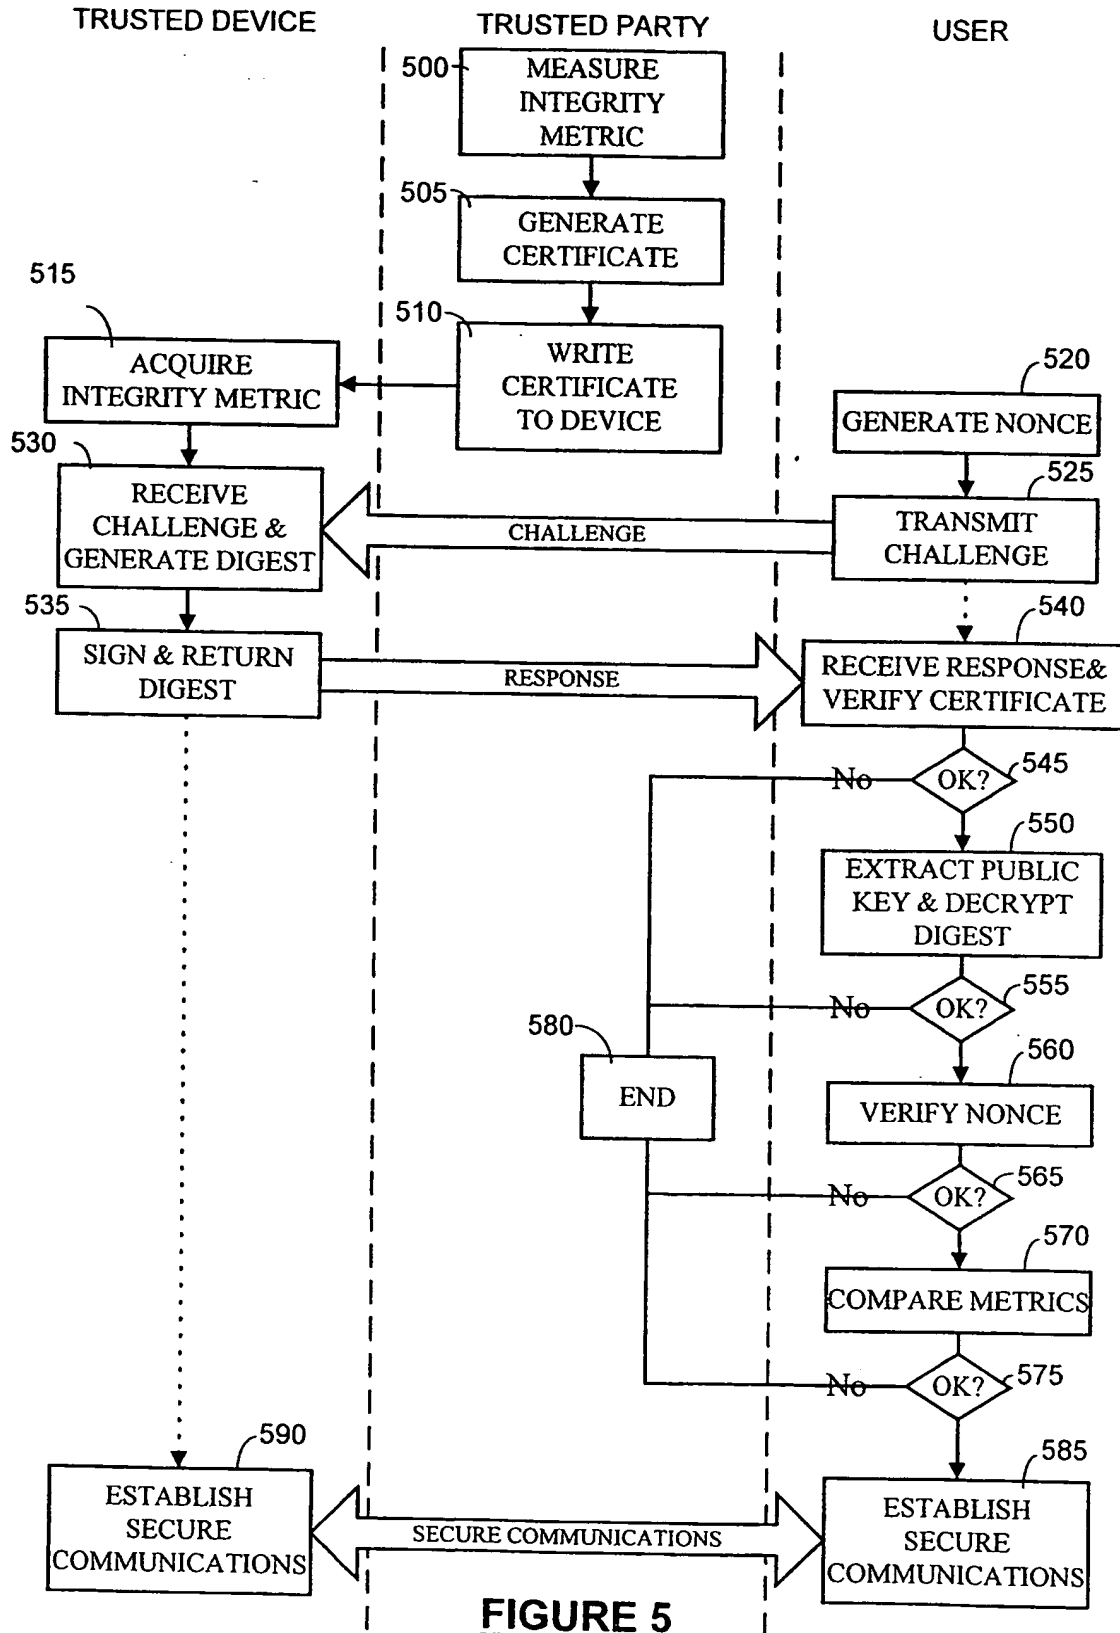 TRUSTED DEVICE
TRUSTED PARTY
USER
500
MEASURE
INTEGRITY
METRIC
505
GENERATE
CERTIFICATE
515
510
WRITE
CERTIFICATE
TO DEVICE
ACQUIRE
INTEGRITY METRIC
520
GENERATE NONCE
530
RECEIVE
CHALLENGE &
GENERATE DIGEST
525
TRANSMIT
CHALLENGE
CHALLENGE
535
SIGN & RETURN
DIGEST
RESPONSE
540
RECEIVE RESPONSE&
VERIFY CERTIFICATE
No
OK?
545
550
EXTRACT PUBLIC
KEY & DECRYPT
DIGEST
No
OK?
555
580
END
560
VERIFY NONCE
No
OK?
565
570
COMPARE METRICS
No
OK?
575
590
ESTABLISH
SECURE
COMMUNICATIONS
SECURE COMMUNICATIONS
585
ESTABLISH
SECURE
COMMUNICATIONS
FIGURE 5